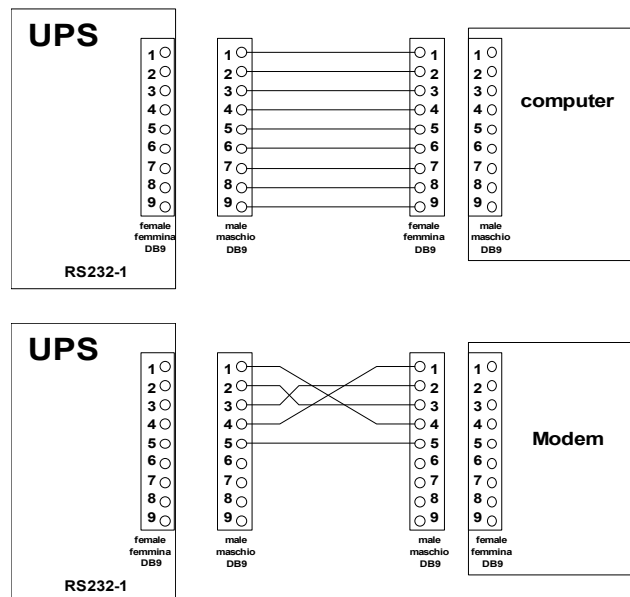 UPS
1 1 1 1
2 2 2 2
3 3 3 3
4 4 4 4
5 5 5 5
6 6 6 6
7 7 7 7
8 8 8 8
9 9 9 9
computer
female male female male
femmina maschio femmina maschio
DB9 DB9 DB9 DB9
RS232-1
UPS
1 1 1 1
2 2 2 2
3 3 3 3
4 4 4 4
5 5 5 5
6 6 6 6
7 7 7 7
8 8 8 8
9 9 9 9
Modem
female male male female
femmina maschio maschio femmina
DB9 DB9 DB9 DB9
RS232-1